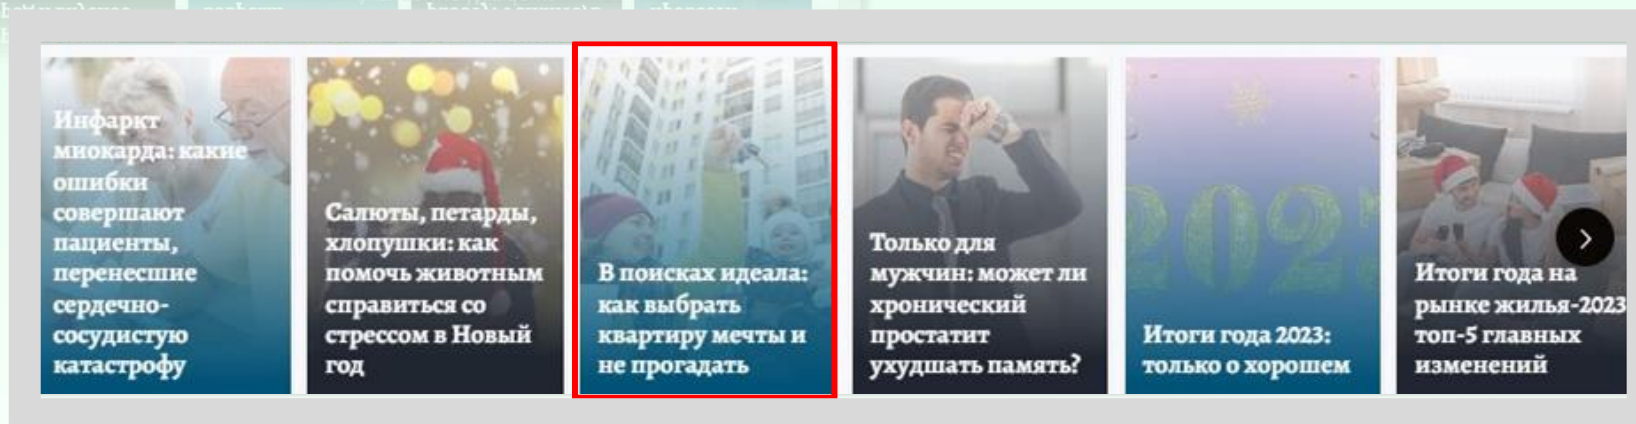 Инфаркт
миокарда: какие
ошибки
совершают
пациенты,
перенесшие
сердечно-
сосудистую
катастрофу
Салюты, петарды,
хлопушки: как
помочь животным
справиться со
стрессом в Новый
год
В поисках идеала:
как выбрать
квартиру мечты и
не прогадать
Только для
мужчин: может ли
хронический
простатит
ухудшать память?
202
Итоги года 2023:
только о хорошем
Итоги года на
рынке жилья-2023
топ-5 главных
изменений